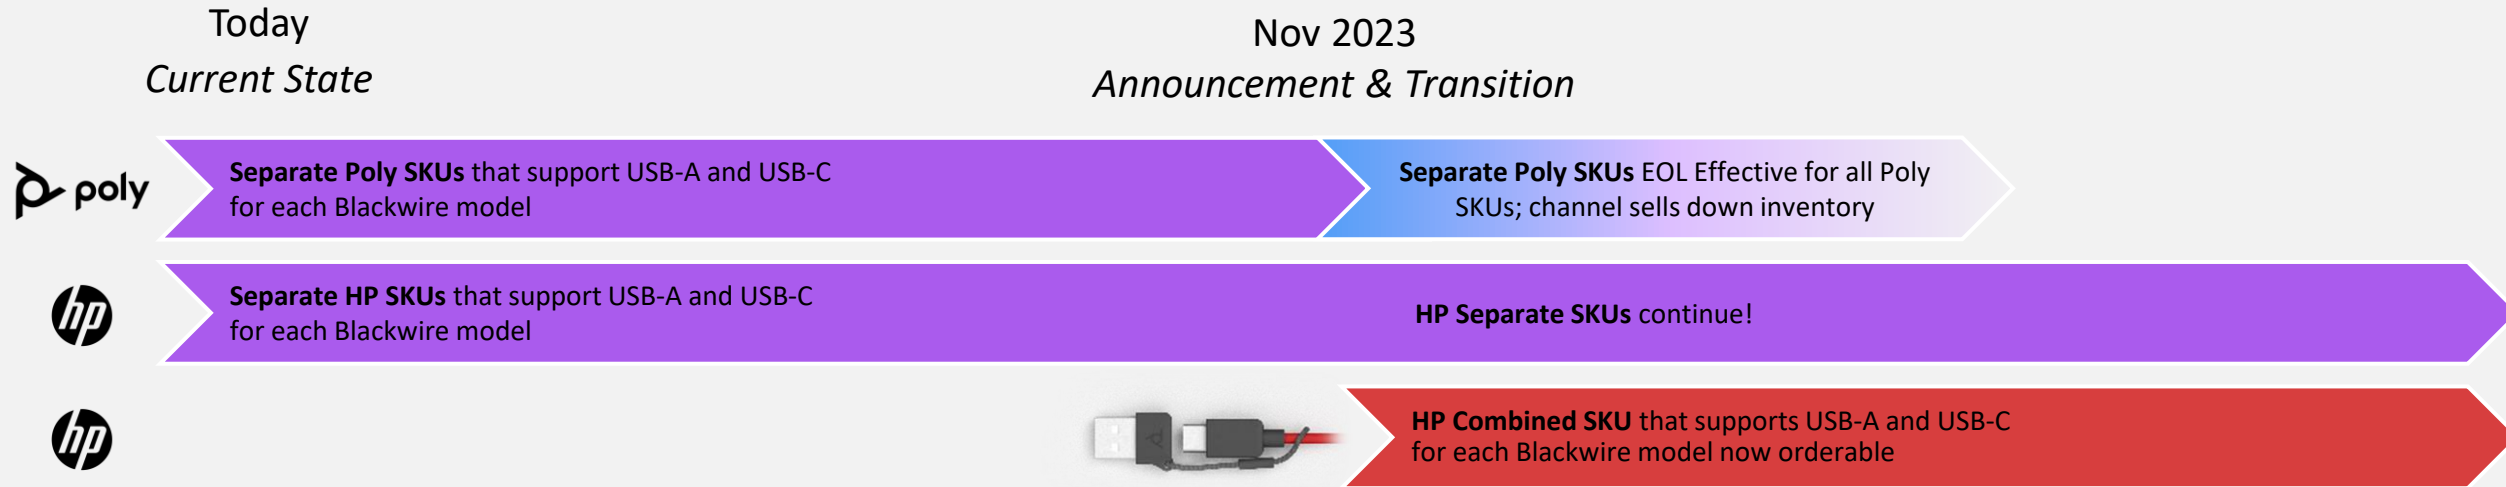 Today
Current State
Nov 2023
Announcement & Transition
poly
Separate Poly SKUs that support USB-A and USB-C
for each Blackwire model
Separate Poly SKUs EOL Effective for all Poly
SKUs; channel sells down inventory
hp
Separate HP SKUs that support USB-A and USB-C
for each Blackwire model
HP Separate SKUs continue!
hp
HP Combined SKU that supports USB-A and USB-C
for each Blackwire model now orderable